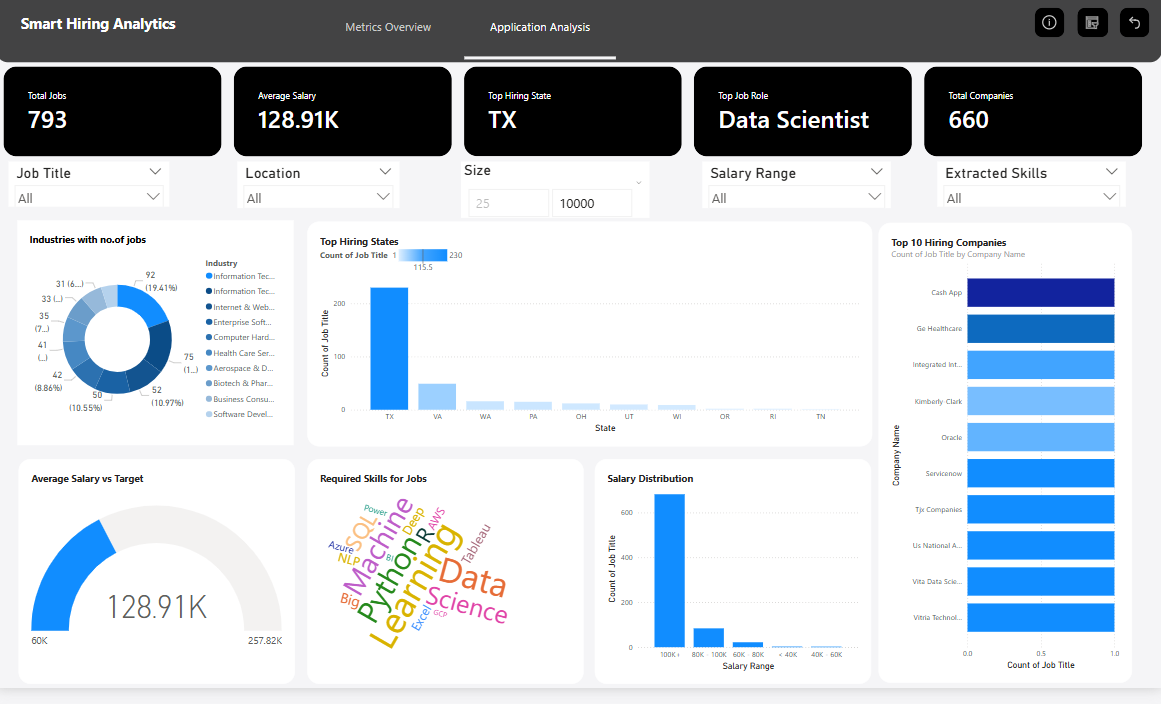 Smart Hiring Analytics
Metrics Overview
Application Analysis
Total Jobs
793
Average Salary
128.91K
Top Hiring State
TX
Top Job Role
Data Scientist
Total Companies
660
Job Title
All
Location
All
Size
25
10000
Salary Range
All
Extracted Skills
All
Industries with no.of jobs
92
(19.41%)
75
(1...)
52
(10.97%)
50
(10.55%)
42
(8.86%)
41
(...)
35
(7...)
33 (...)
31 (6...)
Industry
Information Tec...
Information Tec...
Internet & Web...
Enterprise Soft...
Computer Hard...
Health Care Ser...
Aerospace & D...
Biotech & Phar...
Business Consu...
Software Devel...
Top Hiring States
Count of Job Title 1 230
115.5
Count of Job Title
200
100
0
TX VA WA PA OH UT WI OR RI TN
State
Top 10 Hiring Companies
Count of Job Title by Company Name
Company Name
Cash App
Ge Healthcare
Integrated Int...
Kimberly-Clark
Oracle
Servicenow
Tjx Companies
Us National A...
Vita Data Scie...
Vitria Technol...
0.0 0.5 1.0
Count of Job Title
Average Salary vs Target
128.91K
60K
257.82K
Required Skills for Jobs
Power
Machine
Deep
AWS
SQL
R
Tableau
Azure
NLP
BI
Python
Learning
Data
Science
Big
Excel
GCP
Salary Distribution
Count of Job Title
600
400
200
0
100K+ 80K - 100K 60K - 80K < 40K 40K - 60K
Salary Range